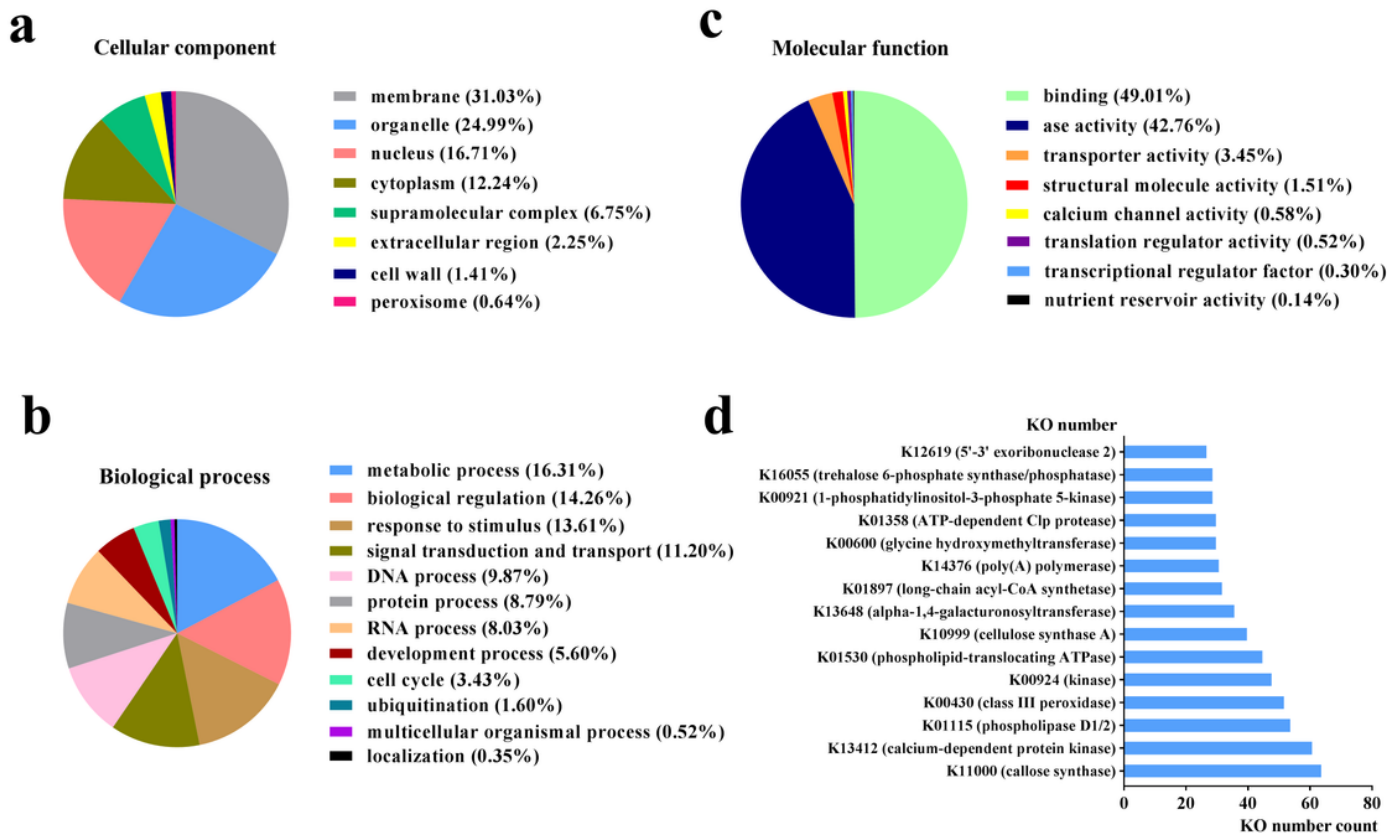 a
Cellular component
membrane (31.03%)
organelle (24.99%)
nucleus (16.71%)
cytoplasm (12.24%)
supramolecular complex (6.75%)
extracellular region (2.25%)
cell wall (1.41%)
peroxisome (0.64%)
c
Molecular function
binding (49.01%)
ase activity (42.76%)
transporter activity (3.45%)
structural molecule activity (1.51%)
calcium channel activity (0.58%)
translation regulator activity (0.52%)
transcriptional regulator factor (0.30%)
nutrient reservoir activity (0.14%)
b
Biological process
metabolic process (16.31%)
biological regulation (14.26%)
response to stimulus (13.61%)
signal transduction and transport (11.20%)
DNA process (9.87%)
protein process (8.79%)
RNA process (8.03%)
development process (5.60%)
cell cycle (3.43%)
ubiquitination (1.60%)
multicellular organismal process (0.52%)
localization (0.35%)
d
KO number
K12619 (5'-3' exoribonuclease 2)
K16055 (trehalose 6-phosphate synthase/phosphatase)
K00921 (1-phosphatidylinositol-3-phosphate 5-kinase)
K01358 (ATP-dependent Clp protease)
K00600 (glycine hydroxymethyltransferase)
K14376 (poly(A) polymerase)
K01897 (long-chain acyl-CoA synthetase)
K13648 (alpha-1,4-galacturonosyltransferase)
K10999 (cellulose synthase A)
K01530 (phospholipid-translocating ATPase)
K00924 (kinase)
K00430 (class III peroxidase)
K01115 (phospholipase D1/2)
K13412 (calcium-dependent protein kinase)
K11000 (callose synthase)
0 20 40 60 80
KO number count